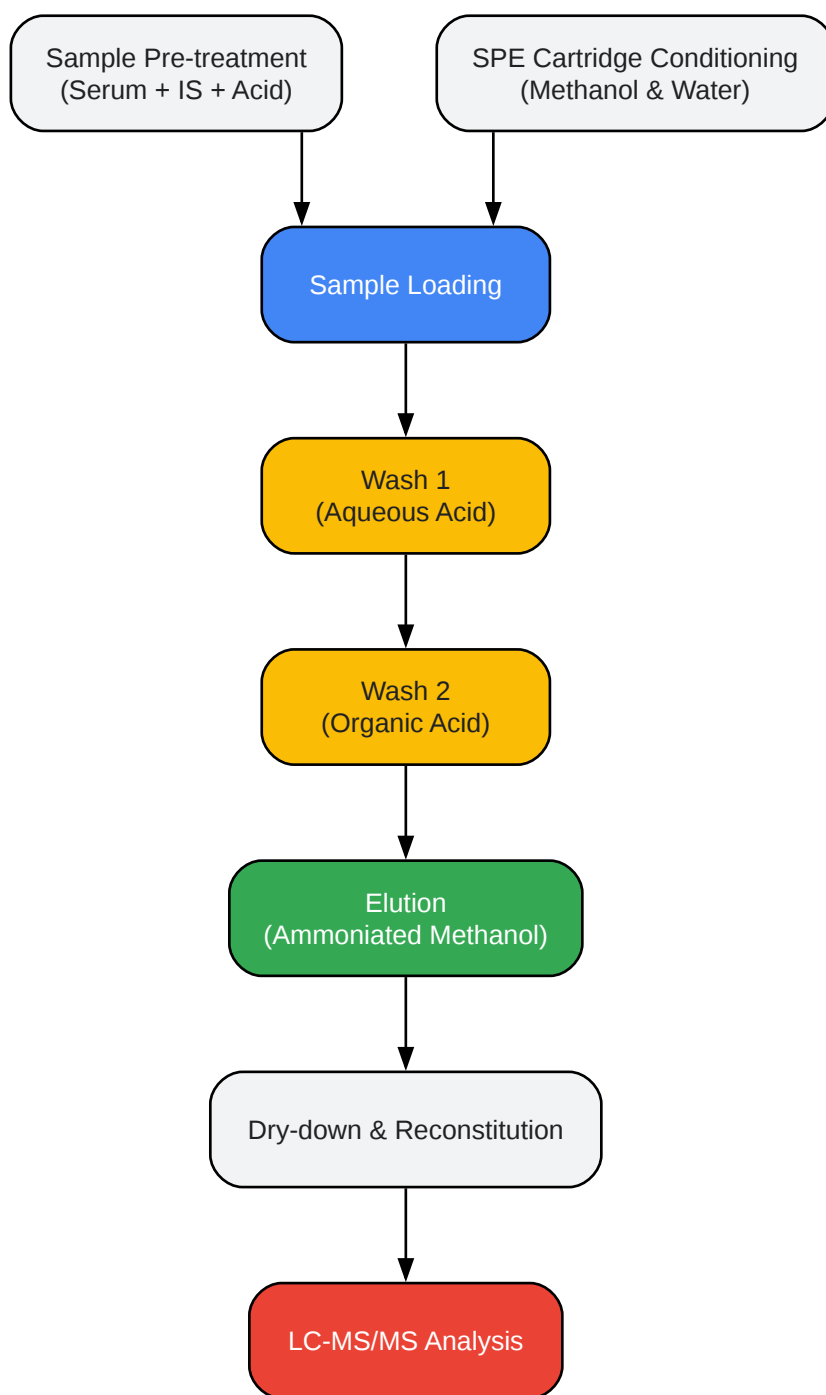 Sample Pre-treatment
(Serum + IS + Acid)
SPE Cartridge Conditioning
(Methanol & Water)
Sample Loading
Wash 1
(Aqueous Acid)
Wash 2
(Organic Acid)
Elution
(Ammoniated Methanol)
Dry-down & Reconstitution
LC-MS/MS Analysis